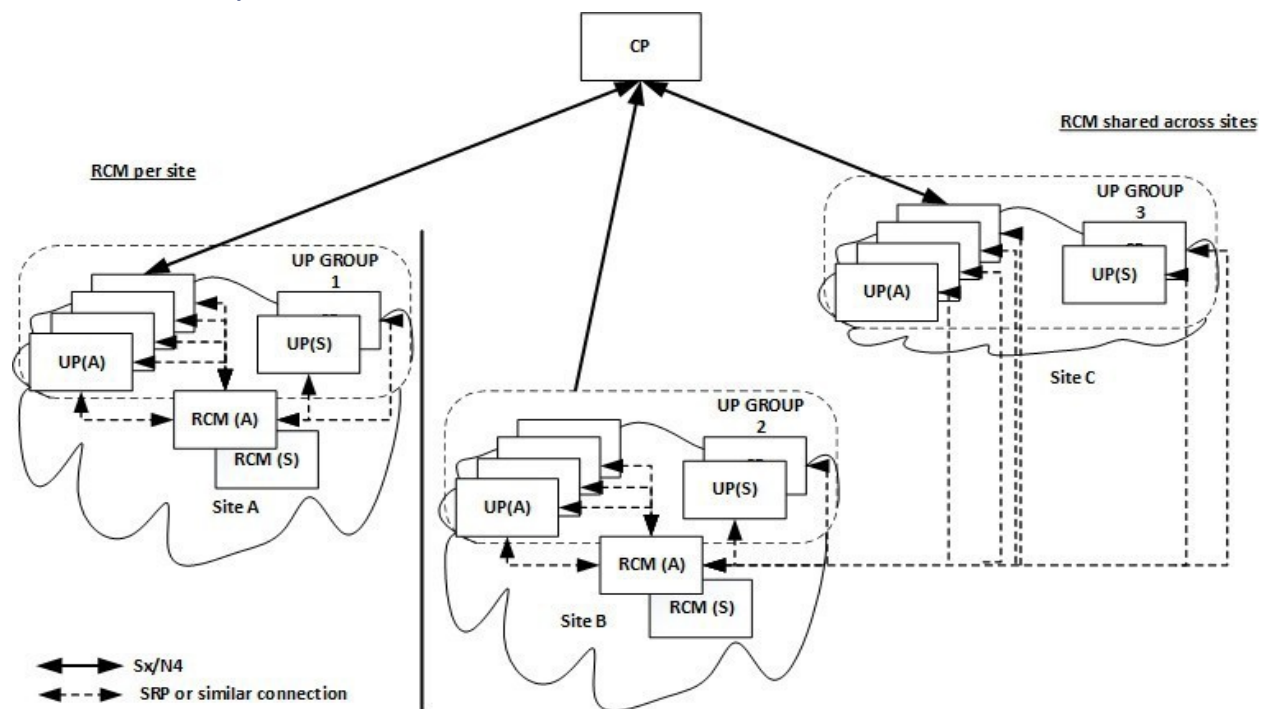 CP
RCM shared across sites
RCM per site
UP GROUP
3
UP(A)
UP(S)
Site C
UP GROUP
1
UP(A)
UP(S)
RCM (A)
RCM (S)
Site A
UP GROUP
2
UP(A)
UP(S)
RCM (A)
RCM (S)
Site B
Sx/N4
SRP or similar connection